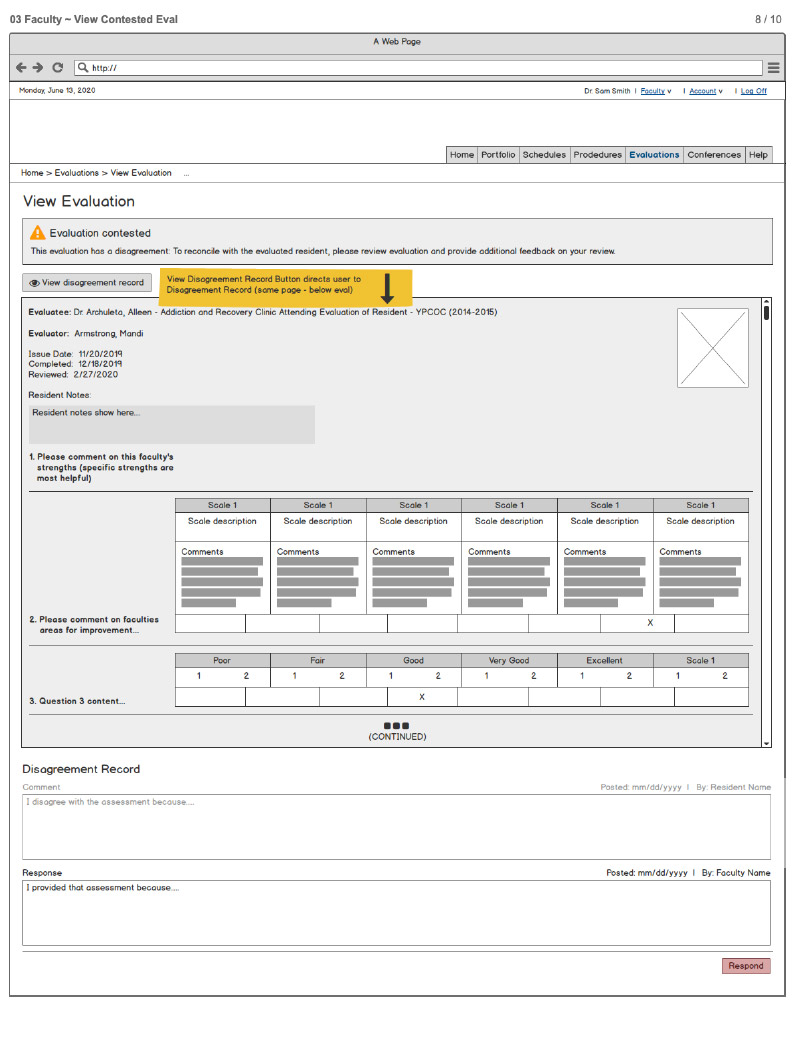 03 Faculty ~ View Contested Eval 8 / 10
A Web Page
http://
Monday, June 13, 2020 Dr. Sam Smith | Faculty v | Account v | Log Off
Home Portfolio Schedules Prodedures Evaluations Conferences Help
Home > Evaluations > View Evaluation ...
View Evaluation
Evaluation contested
This evaluation has a disagreement: To reconcile with the evaluated resident, please review evaluation and provide additional feedback on your review.
View disagreement record
View Disagreement Record Button directs user to
Disagreement Record (same page - below eval)
Evaluatee: Dr. Archuleta, Alleen - Addiction and Recovery Clinic Attending Evaluation of Resident - YPCOC (2014-2015)
Evaluator: Armstrong, Mandi
Issue Date: 11/20/2019
Completed: 12/18/2019
Reviewed: 2/27/2020
Resident Notes:
Resident notes show here...
1. Please comment on this faculty's
strengths (specific strengths are
most helpful)
Scale 1 Scale 1 Scale 1 Scale 1 Scale 1 Scale 1
Scale description Scale description Scale description Scale description Scale description Scale description
Comments Comments Comments Comments Comments Comments
2. Please comment on faculties
areas for improvement...
X
Poor Fair Good Very Good Excellent Scale 1
1 2 1 2 1 2 1 2 1 2 1 2
3. Question 3 content... X
(CONTINUED)
Disagreement Record
Comment Posted: mm/dd/yyyy | By: Resident Name
I disagree with the assessment because....
Response Posted: mm/dd/yyyy | By: Faculty Name
I provided that assessment because....
Respond